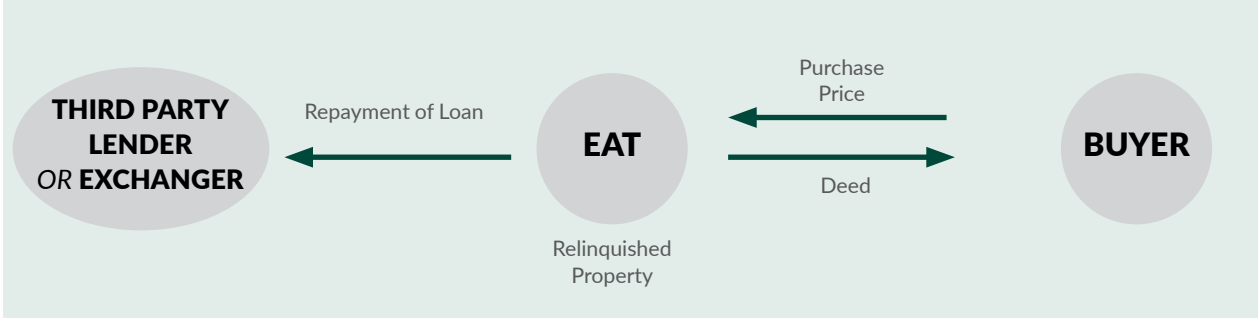 THIRD PARTY
LENDER
OR EXCHANGER
Repayment of Loan
EAT
Relinquished
Property
Purchase
Price
Deed
BUYER